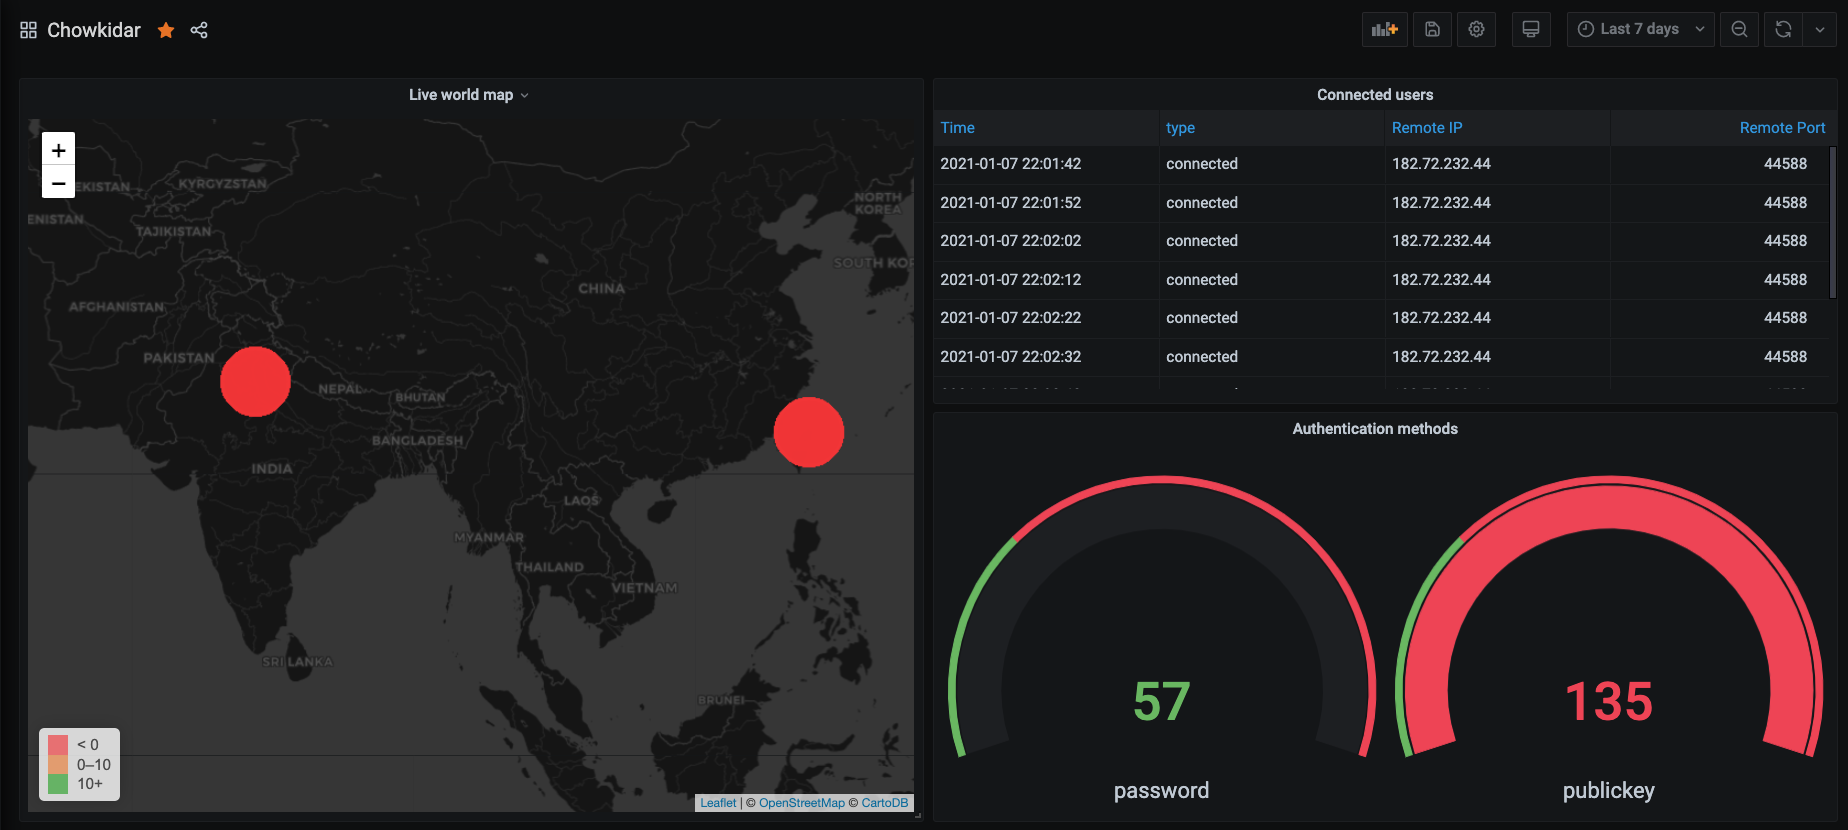 Chowkidar
Last 7 days
Live world map
+
−
EKISTAN
KYRGYZSTAN
ENISTAN
TAJIKISTAN
NORTH
KOREA
SOUTH KOR
CHINA
AFGHANISTAN
PAKISTAN
NEPAL
BHUTAN
BANGLADESH
INDIA
LAOS
MYANMAR
THAILAND
VIETNAM
SRI LANKA
BRUNEI
< 0
0–10
10+
Leaflet | © OpenStreetMap © CartoDB
Connected users
Time type Remote IP Remote Port
2021-01-07 22:01:42 connected 182.72.232.44 44588
2021-01-07 22:01:52 connected 182.72.232.44 44588
2021-01-07 22:02:02 connected 182.72.232.44 44588
2021-01-07 22:02:12 connected 182.72.232.44 44588
2021-01-07 22:02:22 connected 182.72.232.44 44588
2021-01-07 22:02:32 connected 182.72.232.44 44588
Authentication methods
57
password
135
publickey